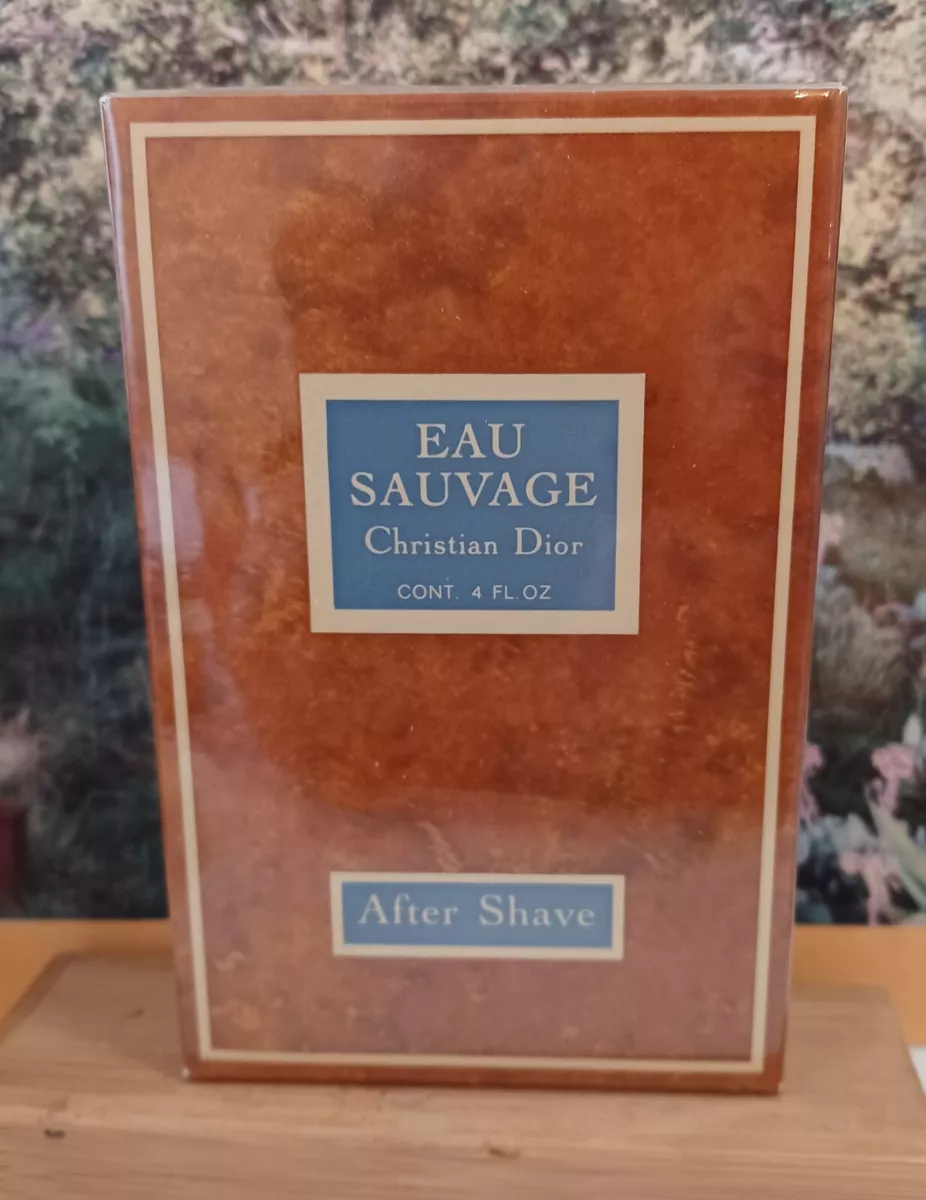 EAU
SAUVAGE
Christian Dior
CONT. 4 FL.OZ
After Shave